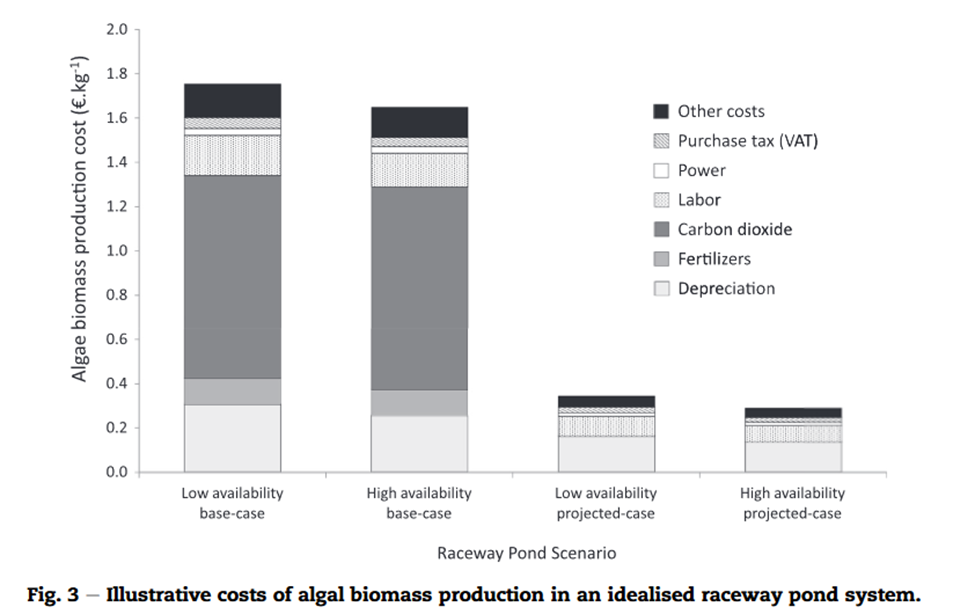 2.0
1.8
1.6
1.4
1.2
1.0
0.8
0.6
0.4
0.2
0.0
Algae biomass production cost (€.kg⁻¹)
Other costs
Purchase tax (VAT)
Power
Labor
Carbon dioxide
Fertilizers
Depreciation
Low availability
base-case
High availability
base-case
Low availability
projected-case
High availability
projected-case
Raceway Pond Scenario
Fig. 3 — Illustrative costs of algal biomass production in an idealised raceway pond system.